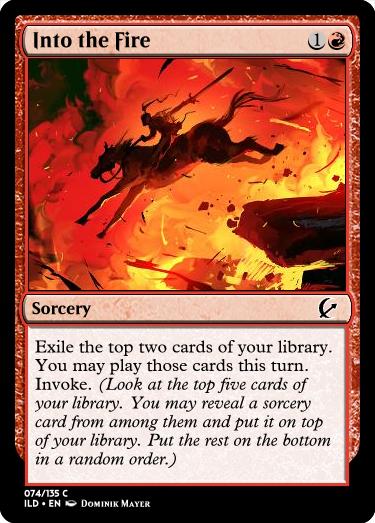 Into the Fire 1
Sorcery
Exile the top two cards of your library.
You may play those cards this turn.
Invoke. (Look at the top five cards of
your library. You may reveal a sorcery
card from among them and put it on top
of your library. Put the rest on the bottom
in a random order.)
074/135 C
ILD • EN Dominik Mayer